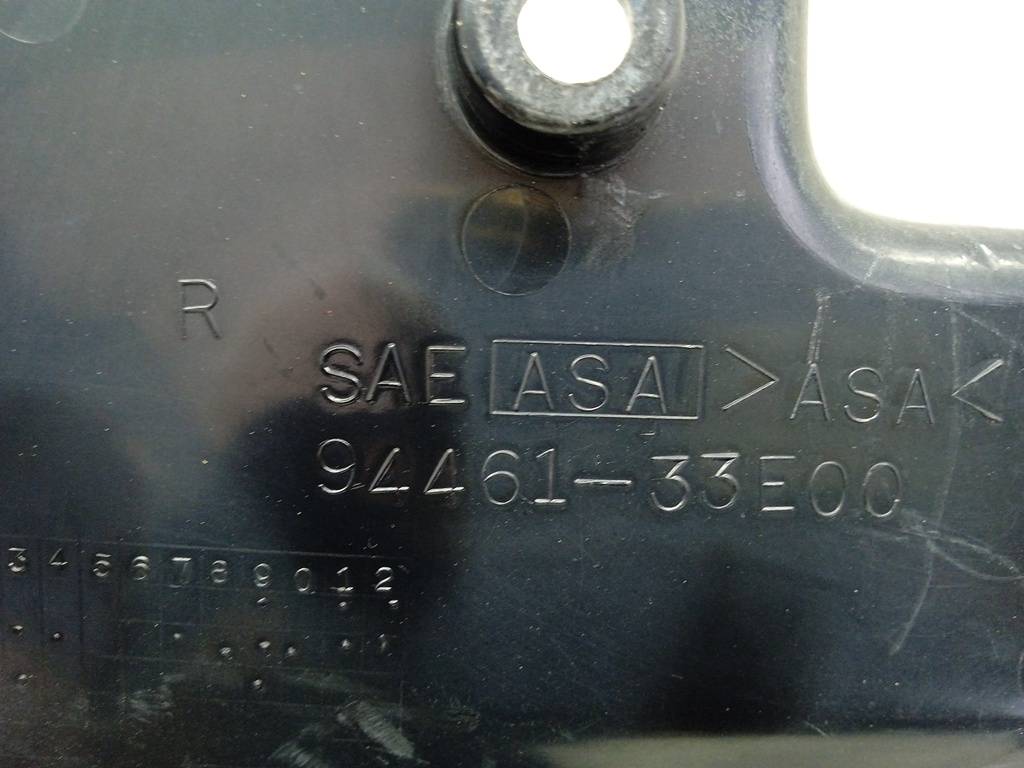 R
SAE ASA >ASA<
94461-33E00
3 4 5 6 7 8 9 0 1 2